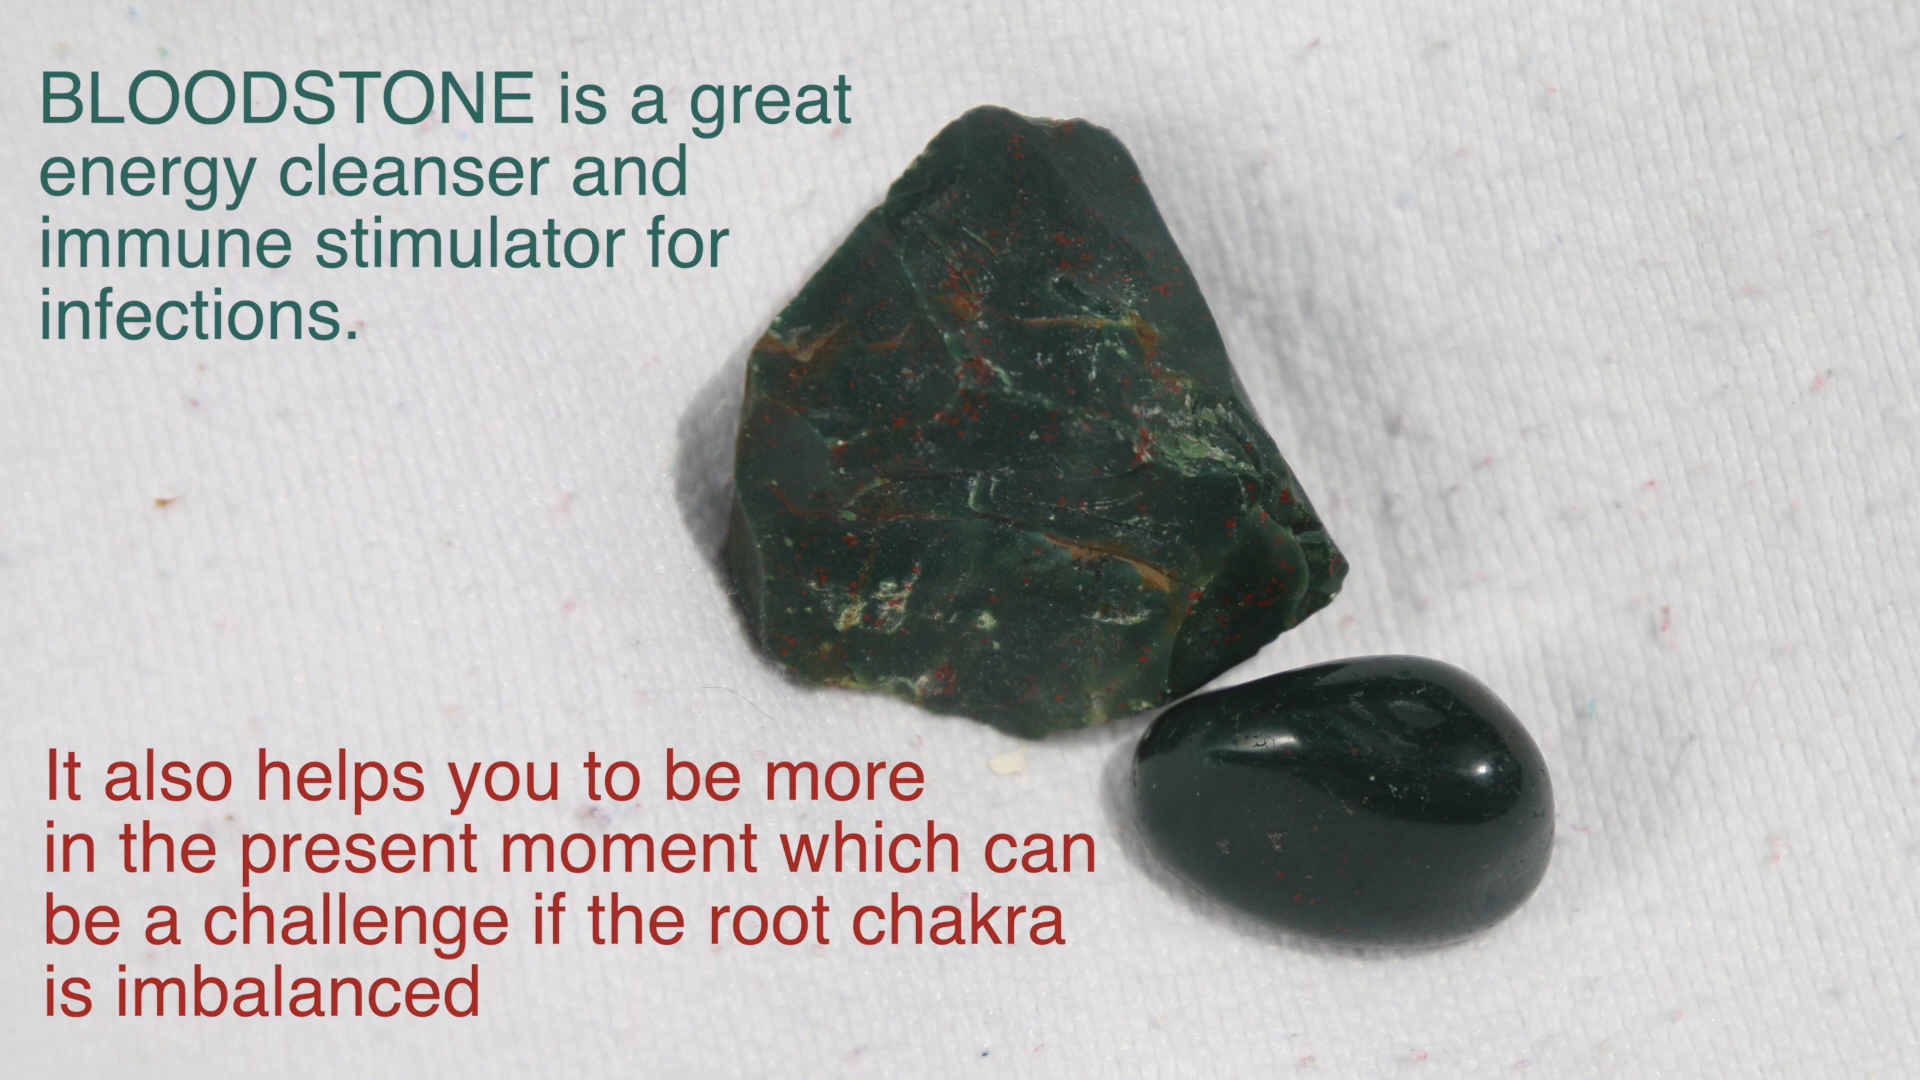 BLOODSTONE is a great
energy cleanser and
immune stimulator for
infections.
It also helps you to be more
in the present moment which can
be a challenge if the root chakra
is imbalanced